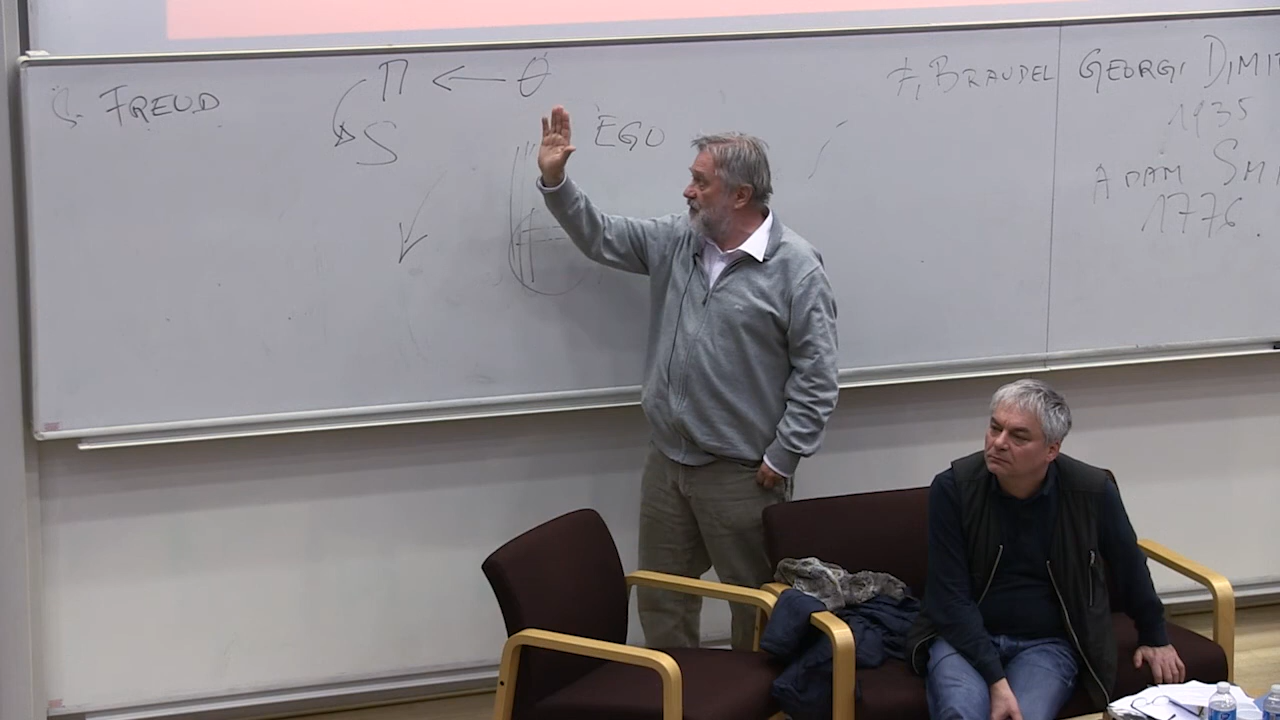 S. FREUD
Π ← θ
S
EGO
F. BRAUDEL
GEORGI DIMIT
1935
ADAM SMI
1776.